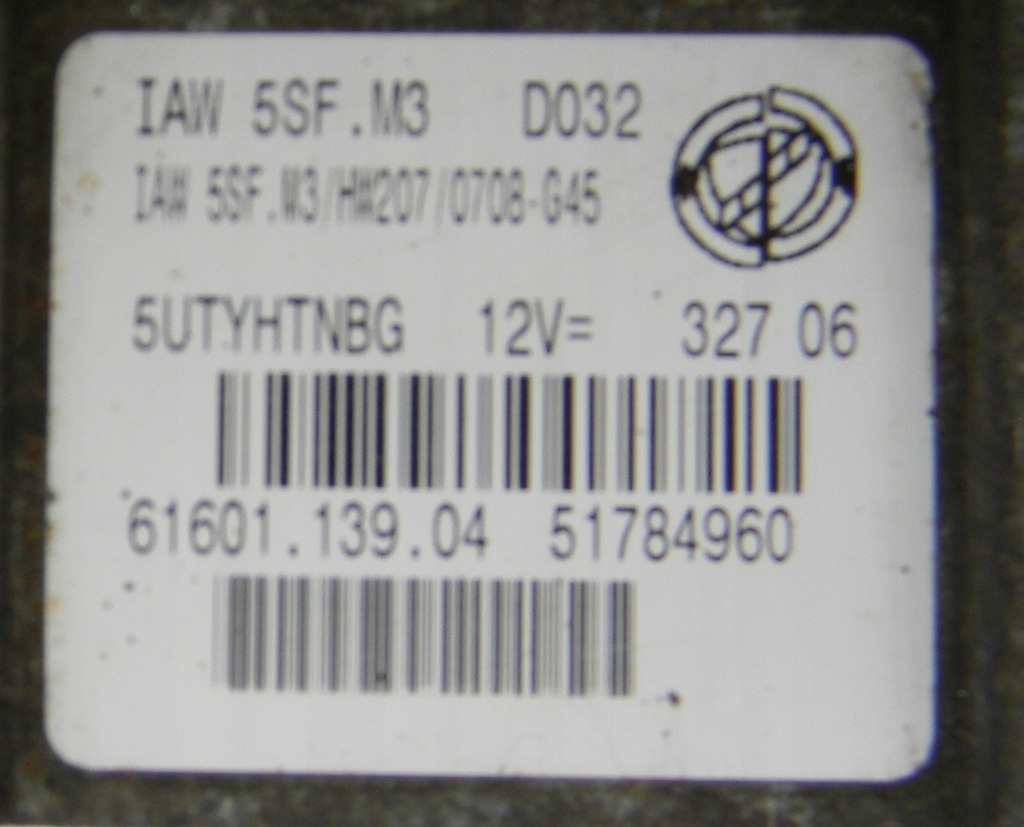 IAW 5SF.M3 D032
IAW 5SF.M3/HW207/0708-G45
5UTYHTNBG 12V= 327 06
61601.139.04 51784960